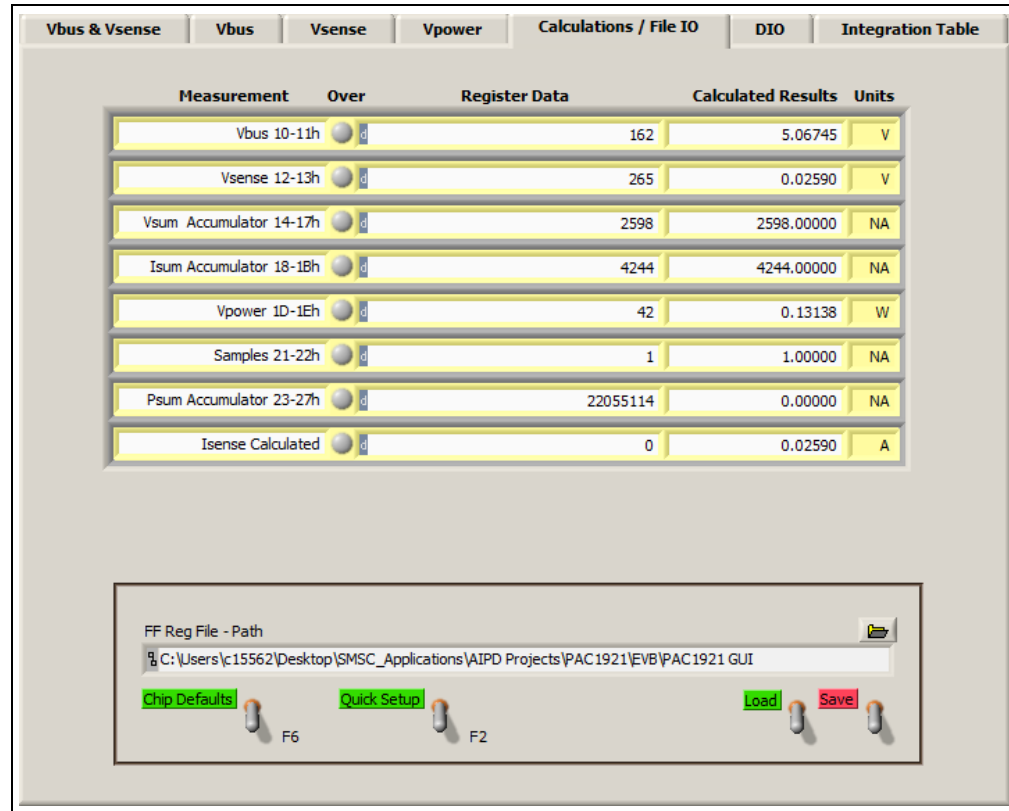 Vbus & Vsense Vbus Vsense Vpower Calculations / File IO DIO Integration Table
Measurement Over Register Data Calculated Results Units
Vbus 10-11h d 162 5.06745 V
Vsense 12-13h d 265 0.02590 V
Vsum Accumulator 14-17h d 2598 2598.00000 NA
Isum Accumulator 18-1Bh d 4244 4244.00000 NA
Vpower 1D-1Eh d 42 0.13138 W
Samples 21-22h d 1 1.00000 NA
Psum Accumulator 23-27h d 22055114 0.00000 NA
Isense Calculated d 0 0.02590 A
FF Reg File - Path
C:\Users\c15562\Desktop\SMSC_Applications\AIPD Projects\PAC1921\EVB\PAC1921 GUI
Chip Defaults Quick Setup Load Save
F6 F2